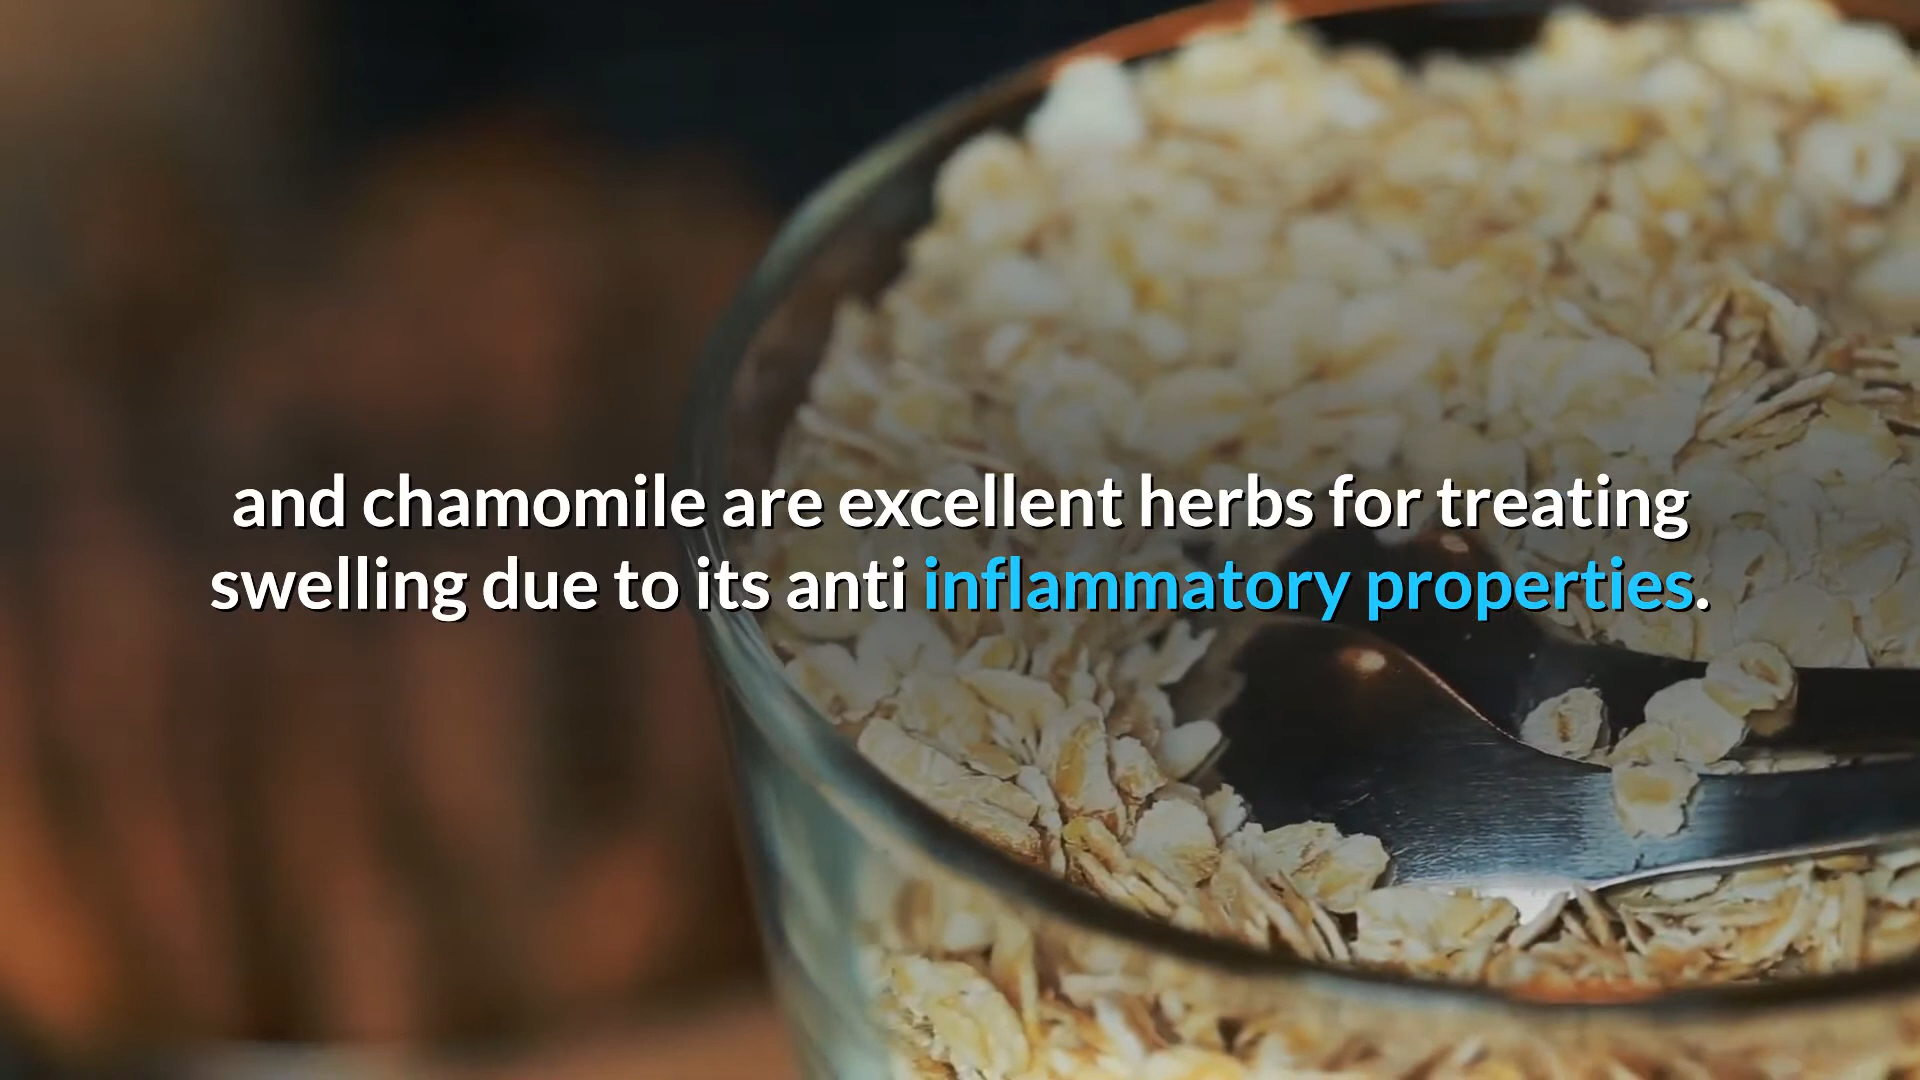 and chamomile are excellent herbs for treating
swelling due to its anti inflammatory properties.